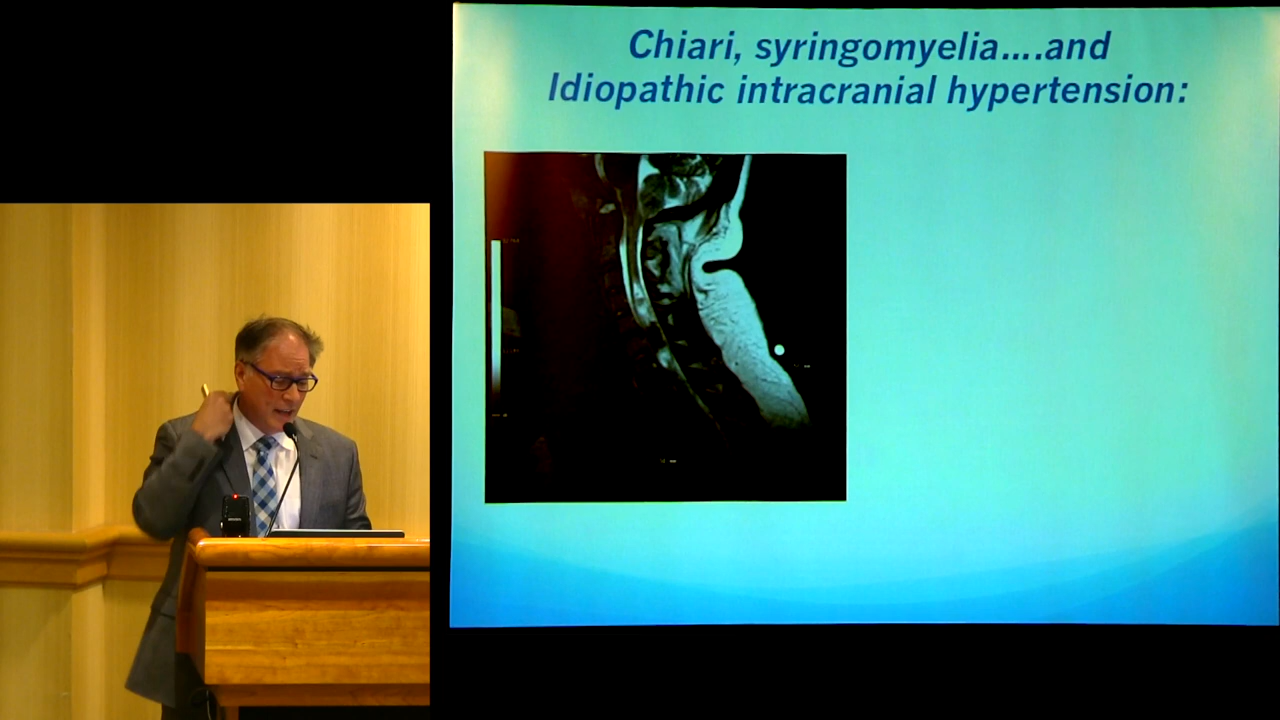 Chiari, syringomyelia....and
Idiopathic intracranial hypertension: